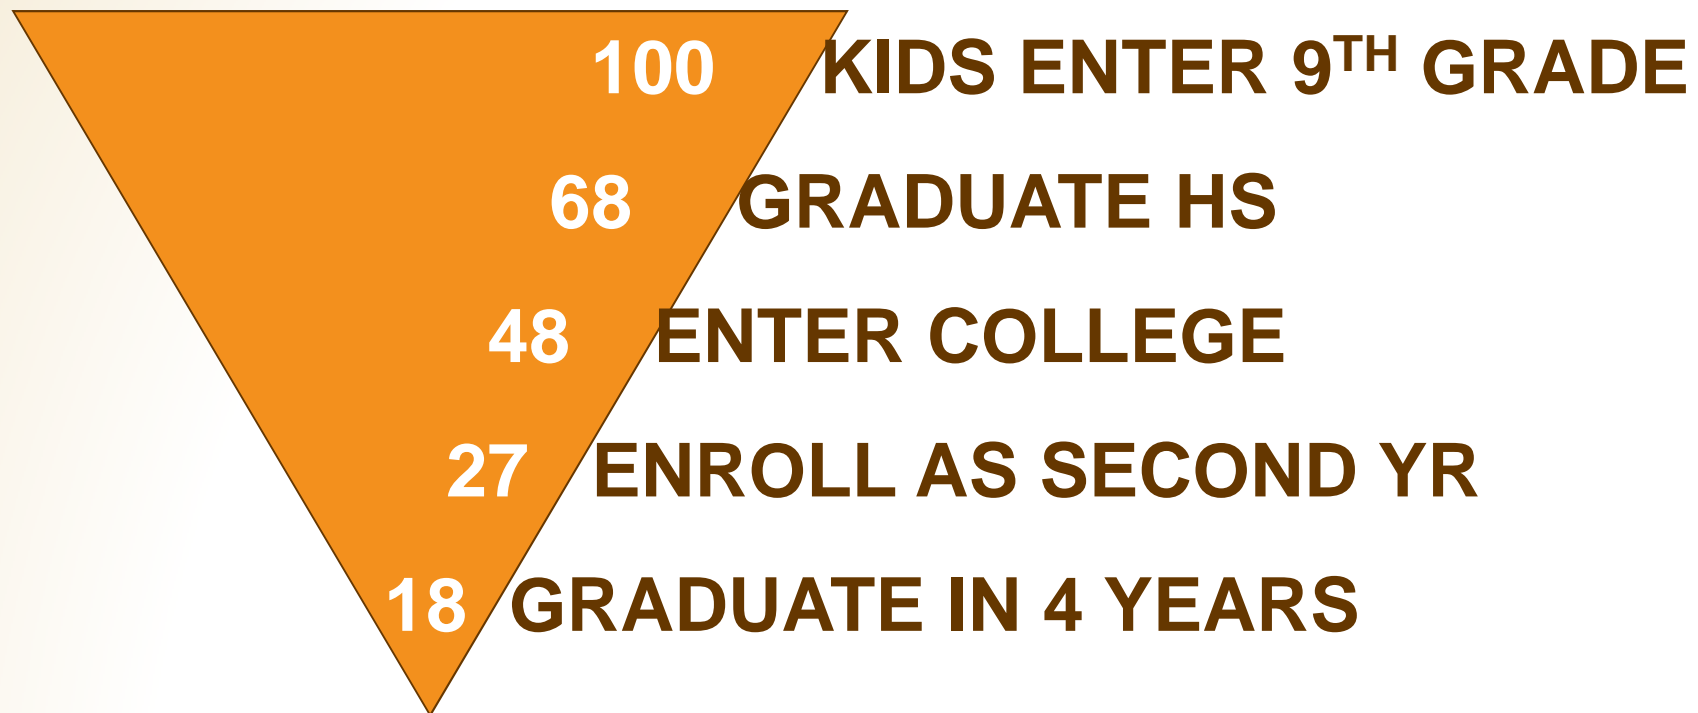 100 KIDS ENTER 9TH GRADE
68 GRADUATE HS
48 ENTER COLLEGE
27 ENROLL AS SECOND YR
18 GRADUATE IN 4 YEARS